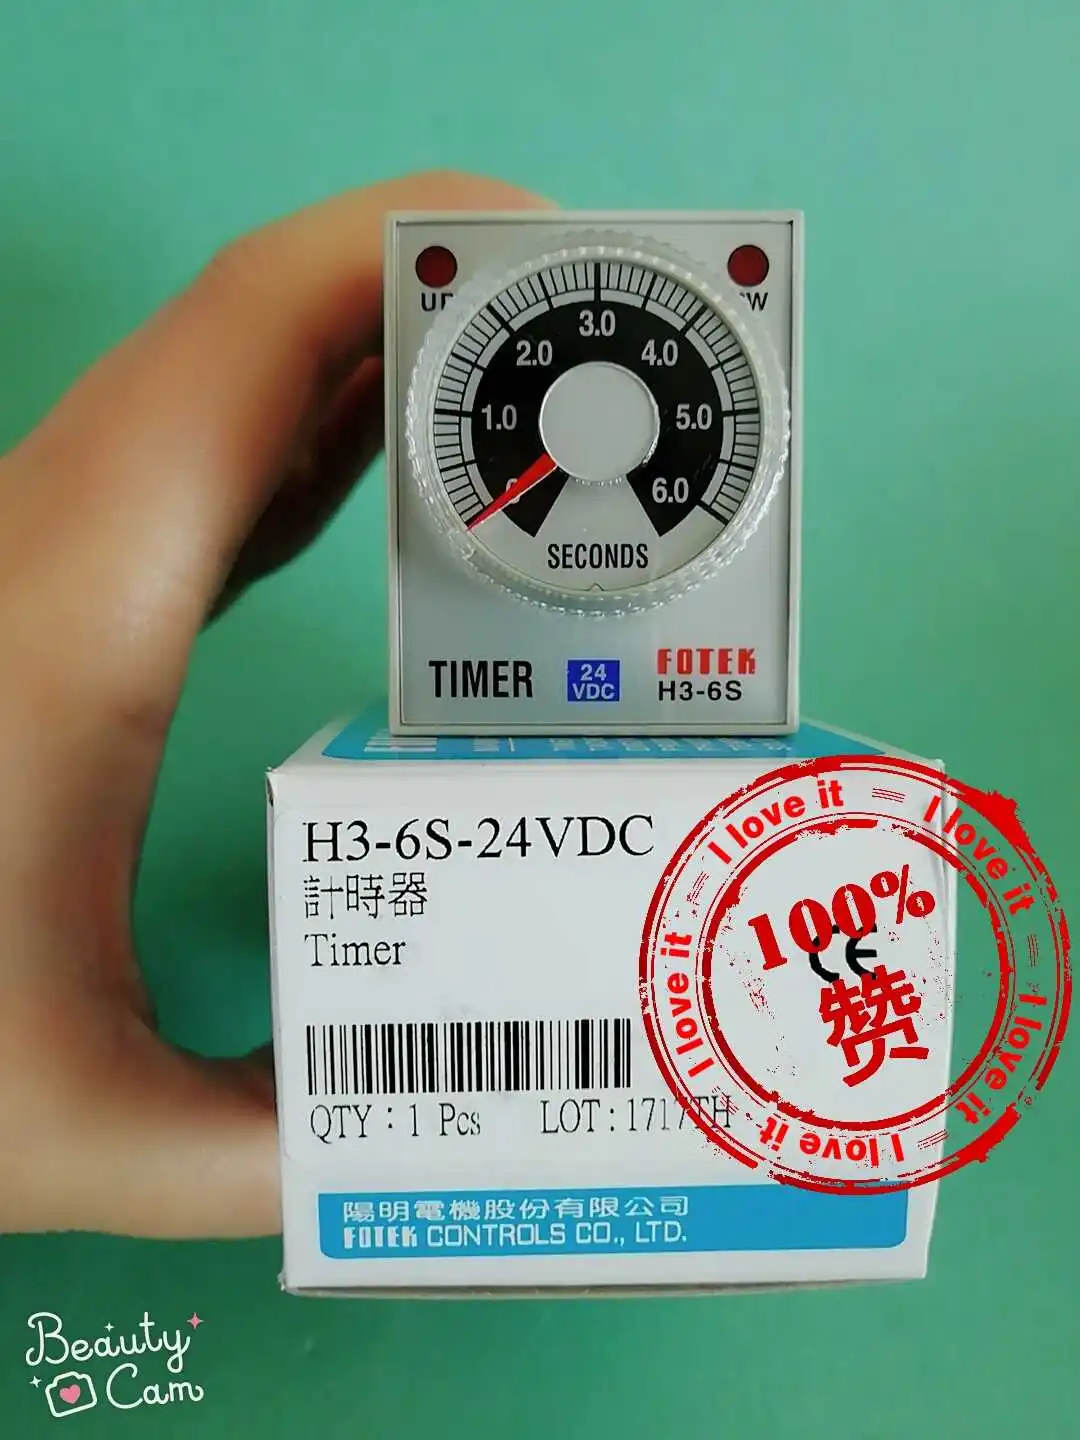 3.0
2.0 4.0
1.0 5.0
0 6.0
SECONDS
TIMER
24
VDC
FOTEK
H3-6S
H3-6S-24VDC
計時器
Timer
QTY : 1 Pcs LOT : 1717TH
CE
陽明電機股份有限公司
FOTEK CONTROLS CO., LTD.
I love it = I love it = I love it = I love it = I love it = I love it =
100%
赞
Beauty
Cam